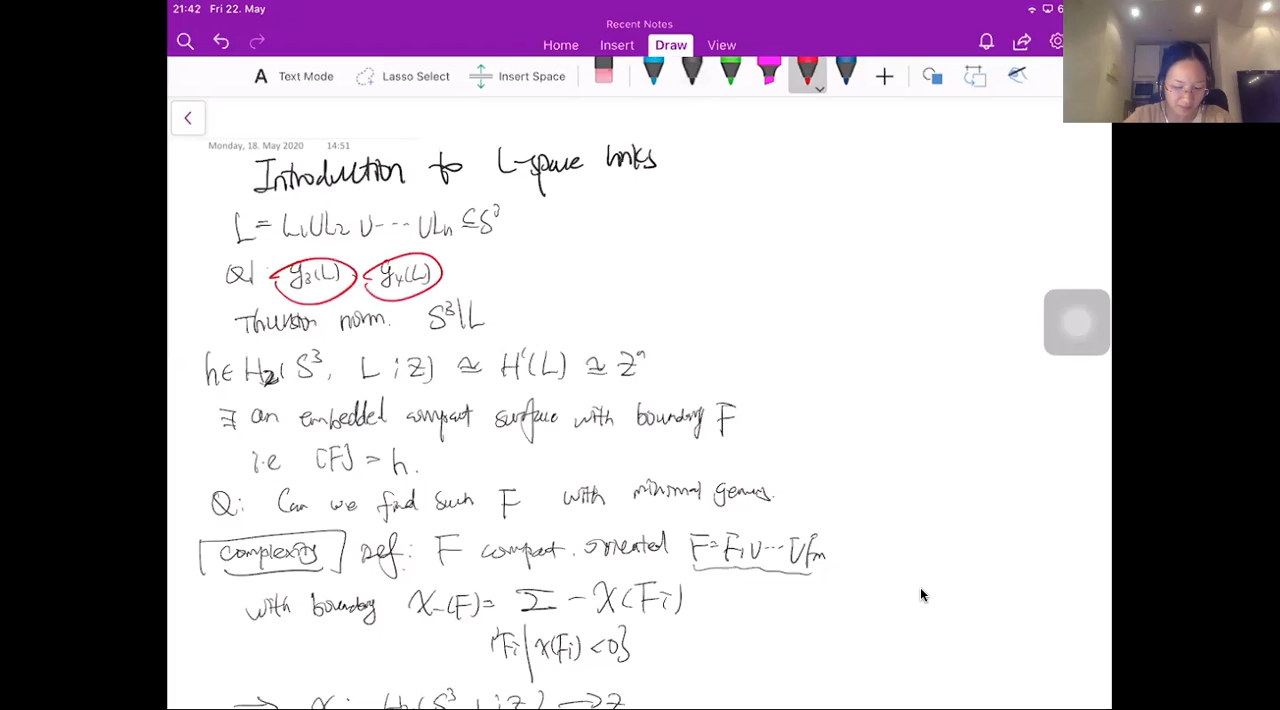 21:42 Fri 22. May
Recent Notes
Home Insert Draw View
A Text Mode Lasso Select Insert Space
Monday, 18. May 2020 14:51
Introduction to L-space links
L = L1 ∪ L2 ∪ --- ∪ Ln ⊆ S³
Q: g₃(L) g₄(L)
Thurston norm. S³\L
h ∈ H₂(S³, L; Z) ≅ H¹(L) ≅ Zⁿ
∃ an embedded compact surface with boundary F
i.e [F] = h.
Q: Can we find such F with minimal genus.
Complexity Def: F compact. oriented F = F₁ ∪ --- ∪ Fm
with boundary χ_(F) = Σ - χ(Fi)
{Fi | χ(Fi) < 0}